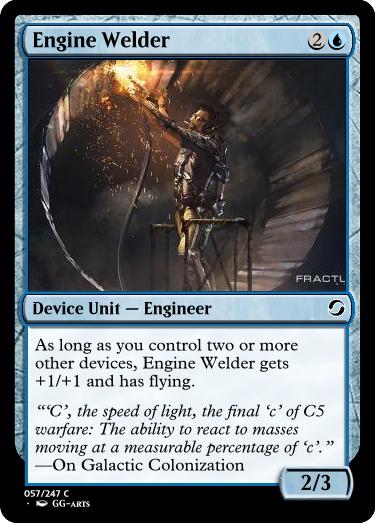 Engine Welder
2
FRACTL
Device Unit — Engineer
As long as you control two or more
other devices, Engine Welder gets
+1/+1 and has flying.
“‘C’, the speed of light, the final ‘c’ of C5
warfare: The ability to react to masses
moving at a measurable percentage of ‘c’.”
—On Galactic Colonization
2/3
057/247 C
GG-ARTS